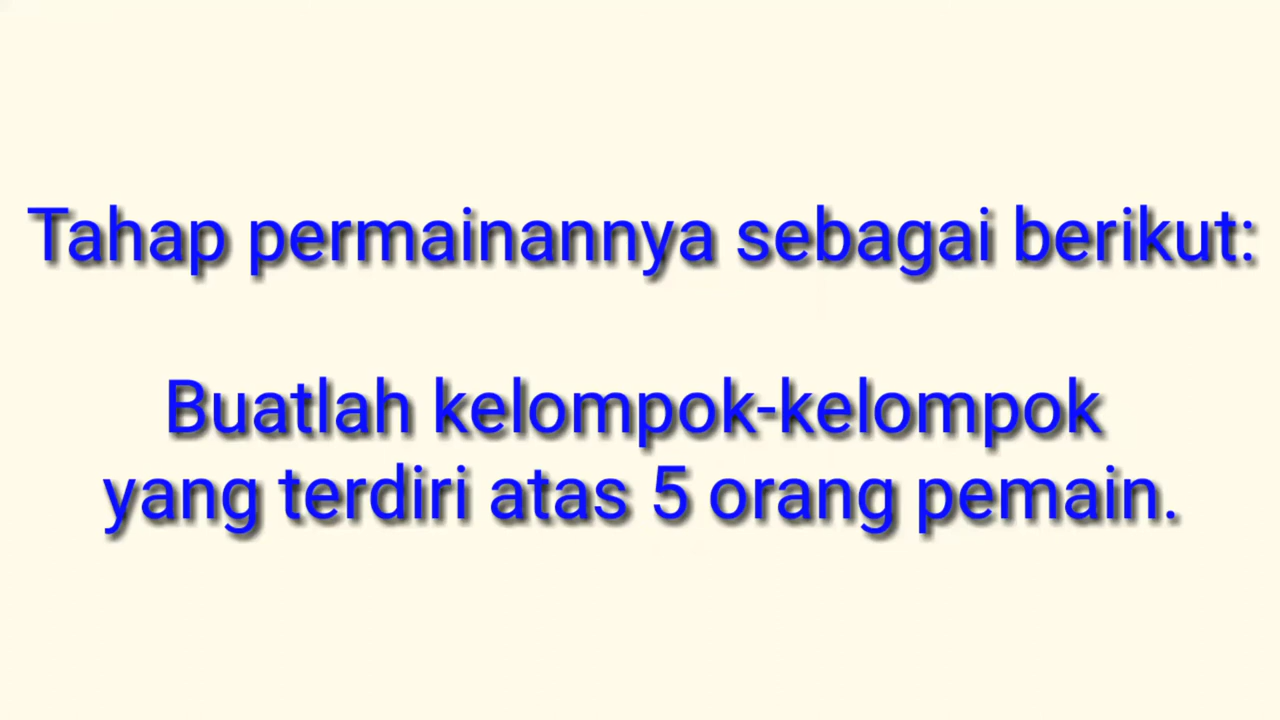 Tahap permainannya sebagai berikut:
Buatlah kelompok-kelompok
yang terdiri atas 5 orang pemain.